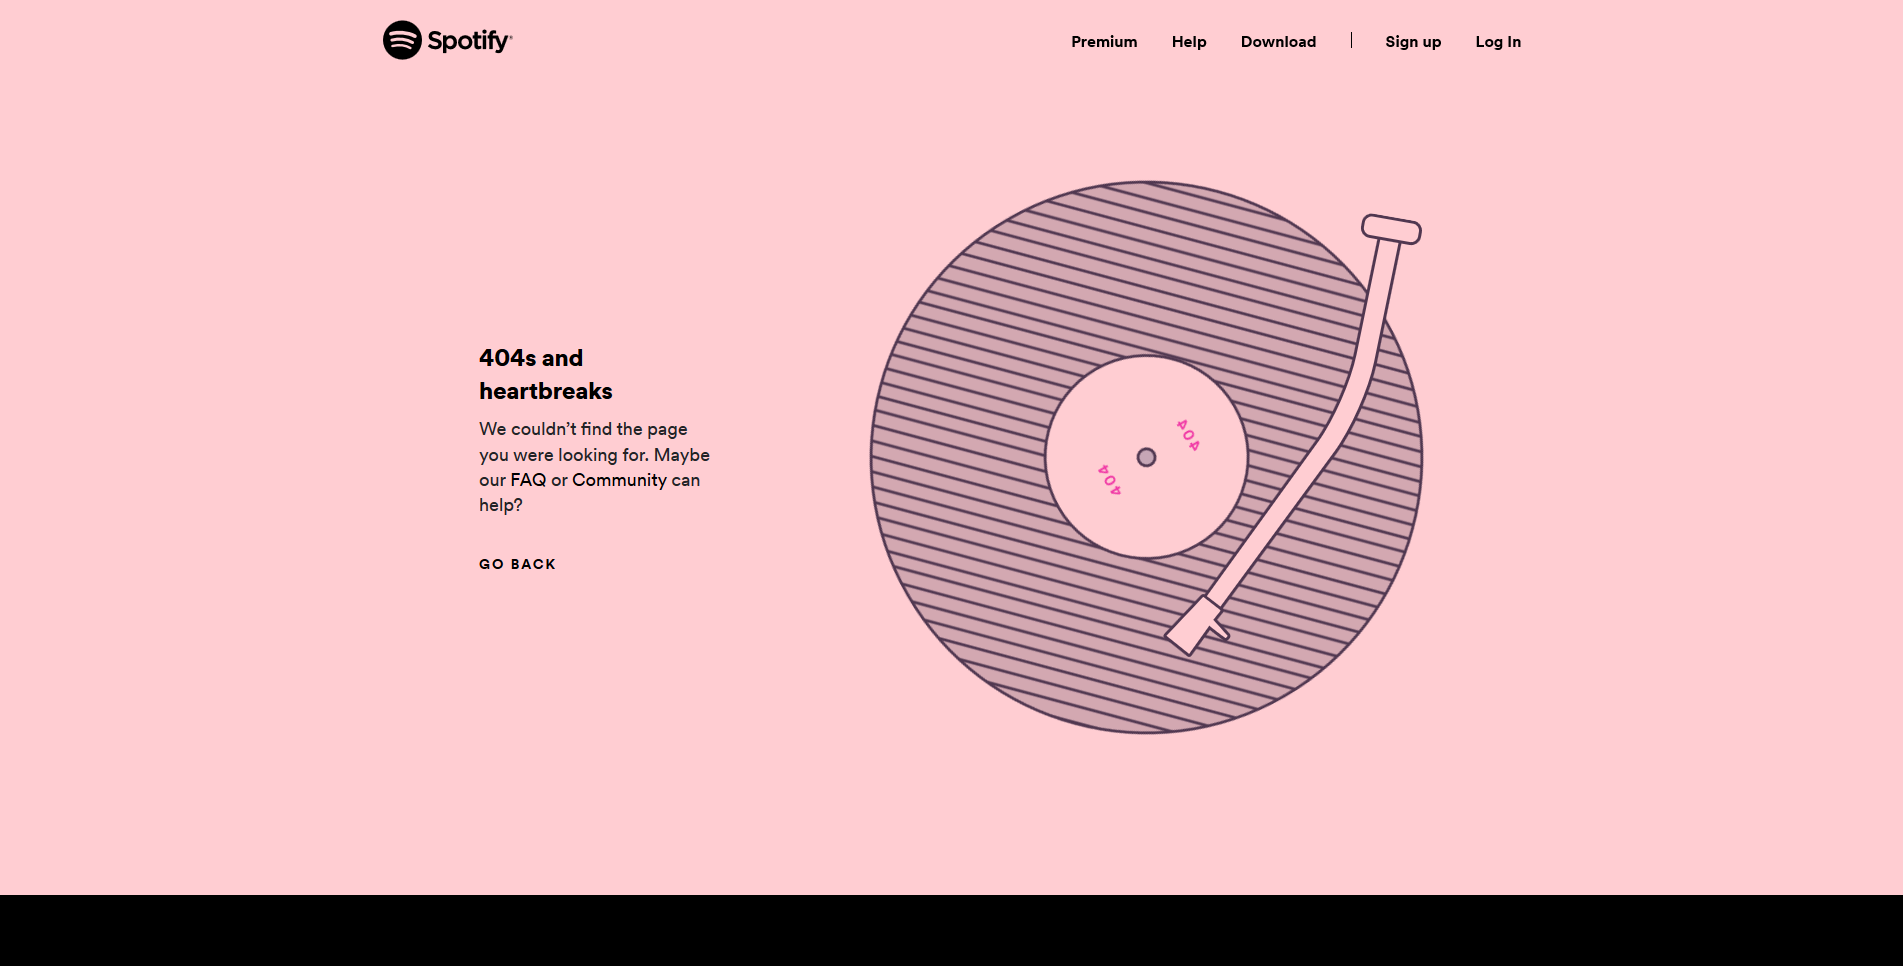 Spotify®
Premium Help Download Sign up Log In
404s and
heartbreaks
We couldn’t find the page
you were looking for. Maybe
our FAQ or Community can
help?
GO BACK
404
404